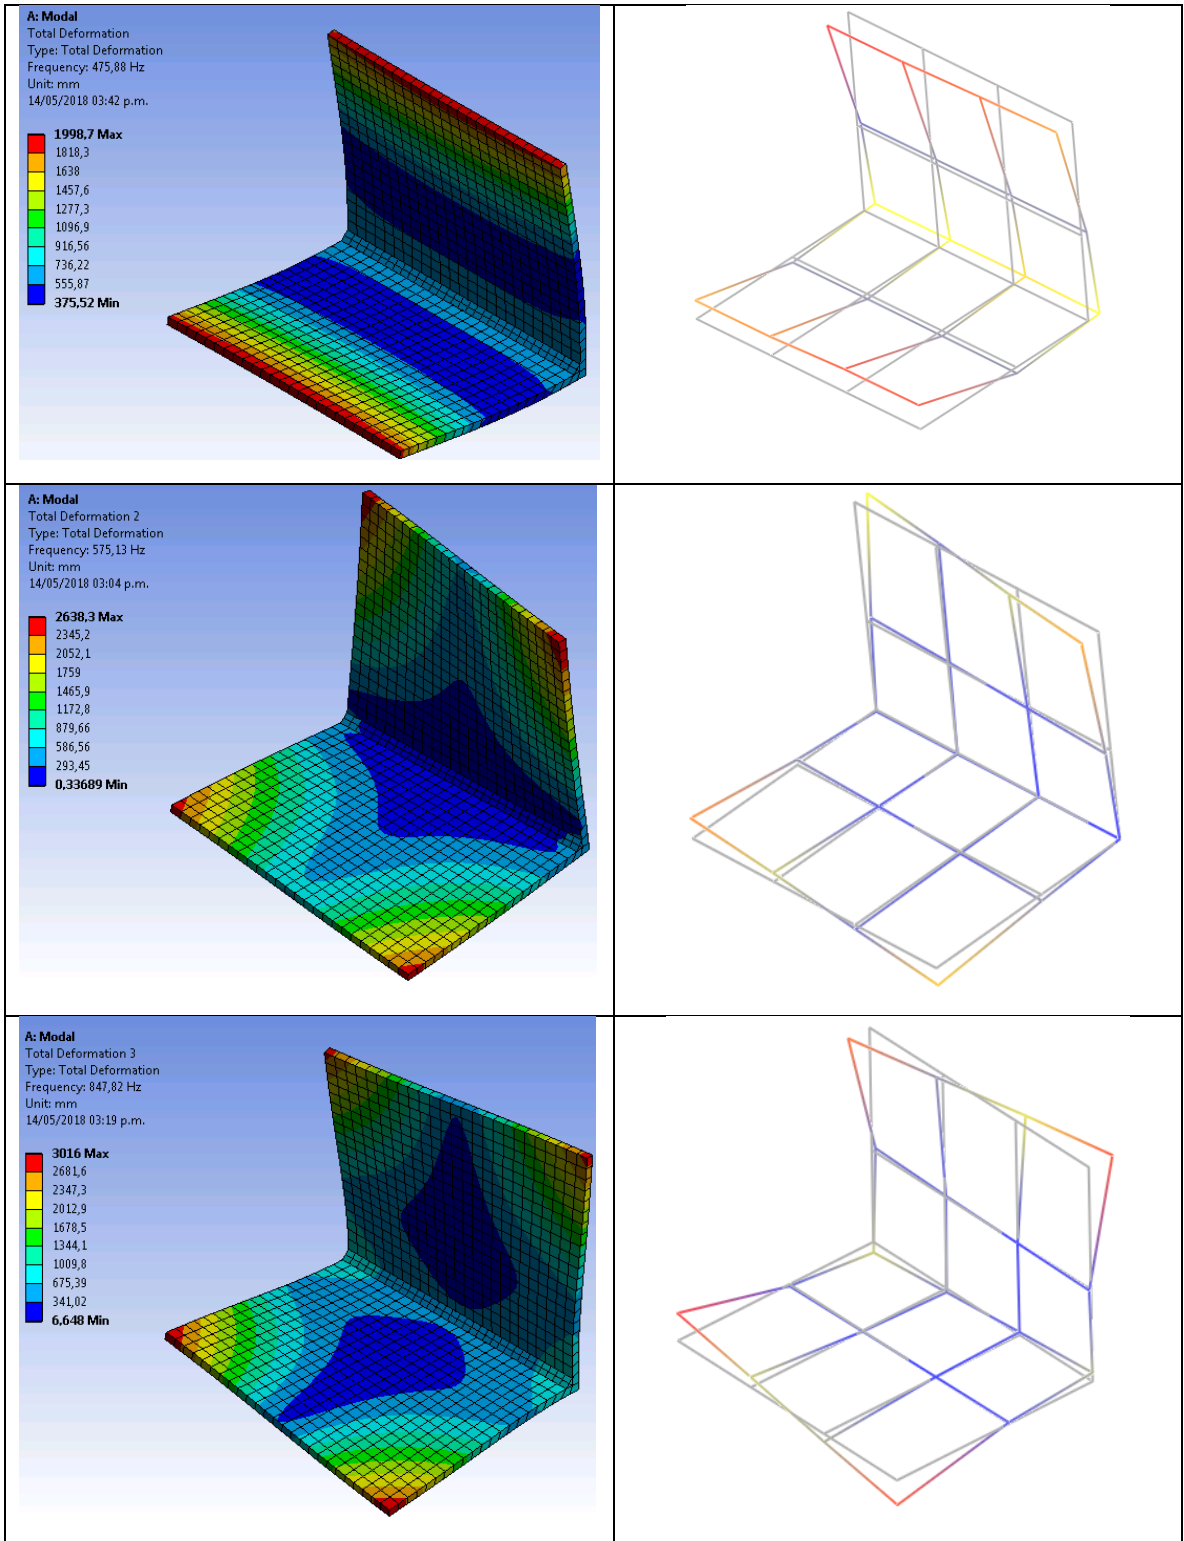 A: Modal
Total Deformation
Type: Total Deformation
Frequency: 475,88 Hz
Unit: mm
14/05/2018 03:42 p.m.
1998,7 Max
1818,3
1638
1457,6
1277,3
1096,9
916,56
736,22
555,87
375,52 Min
A: Modal
Total Deformation 2
Type: Total Deformation
Frequency: 575,13 Hz
Unit: mm
14/05/2018 03:04 p.m.
2638,3 Max
2345,2
2052,1
1759
1465,9
1172,8
879,66
586,56
293,45
0,33689 Min
A: Modal
Total Deformation 3
Type: Total Deformation
Frequency: 847,82 Hz
Unit: mm
14/05/2018 03:19 p.m.
3016 Max
2681,6
2347,3
2012,9
1678,5
1344,1
1009,8
675,39
341,02
6,648 Min